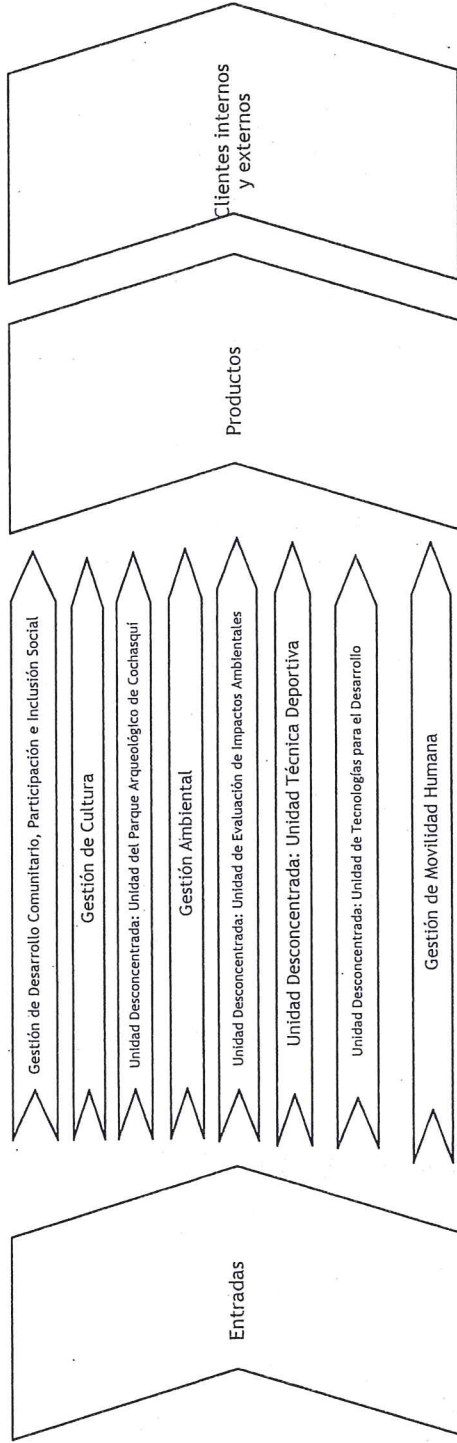 Entradas
Gestión de Desarrollo Comunitario, Participación e Inclusión Social
Gestión de Cultura
Unidad Desconcentrada: Unidad del Parque Arqueológico de Cochasquí
Gestión Ambiental
Unidad Desconcentrada: Unidad de Evaluación de Impactos Ambientales
Unidad Desconcentrada: Unidad Técnica Deportiva
Unidad Desconcentrada: Unidad de Tecnologías para el Desarrollo
Gestión de Movilidad Humana
Productos
Clientes internos
y externos